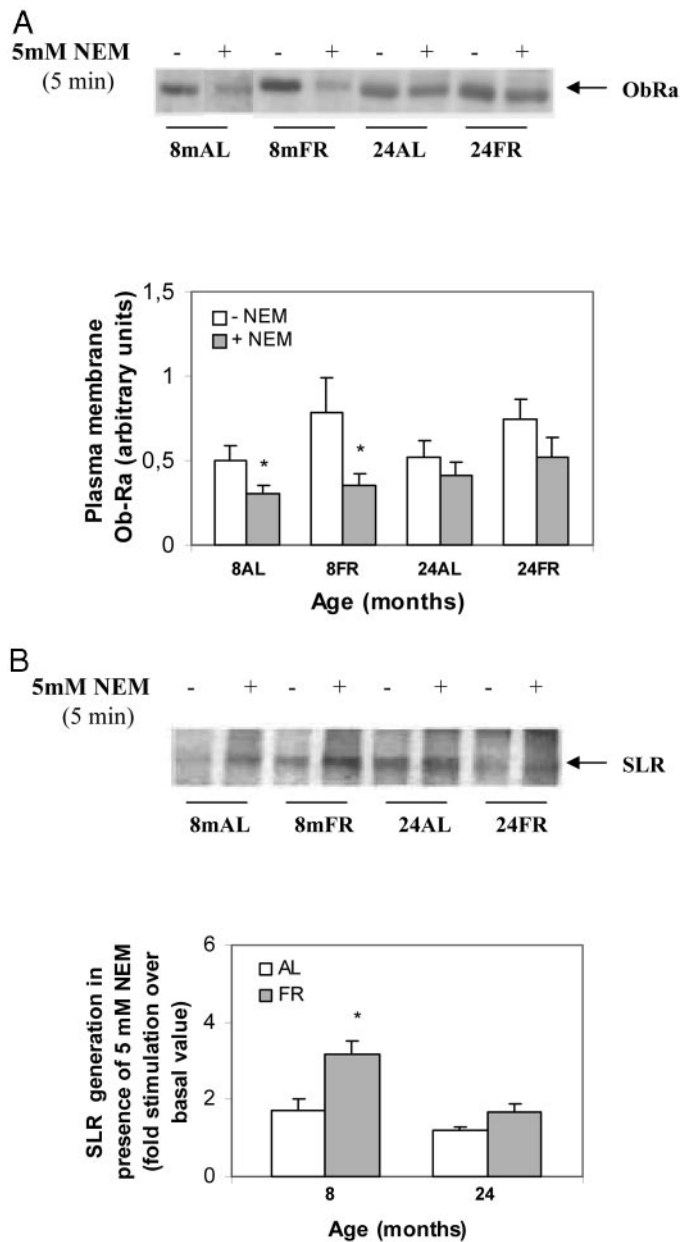 A
5mM NEM - + - + - + - +
(5 min)
ObRa
8mAL 8mFR 24AL 24FR
1,5
1
0,5
0
- NEM
+ NEM
* *
Plasma membrane
Ob-Ra (arbitrary units)
8AL 8FR 24AL 24FR
Age (months)
B
5mM NEM - + - + - + - +
(5 min)
SLR
8mAL 8mFR 24AL 24FR
6
4
2
0
AL
FR
*
SLR generation in
presence of 5 mM NEM
(fold stimulation over
basal value)
8 24
Age (months)